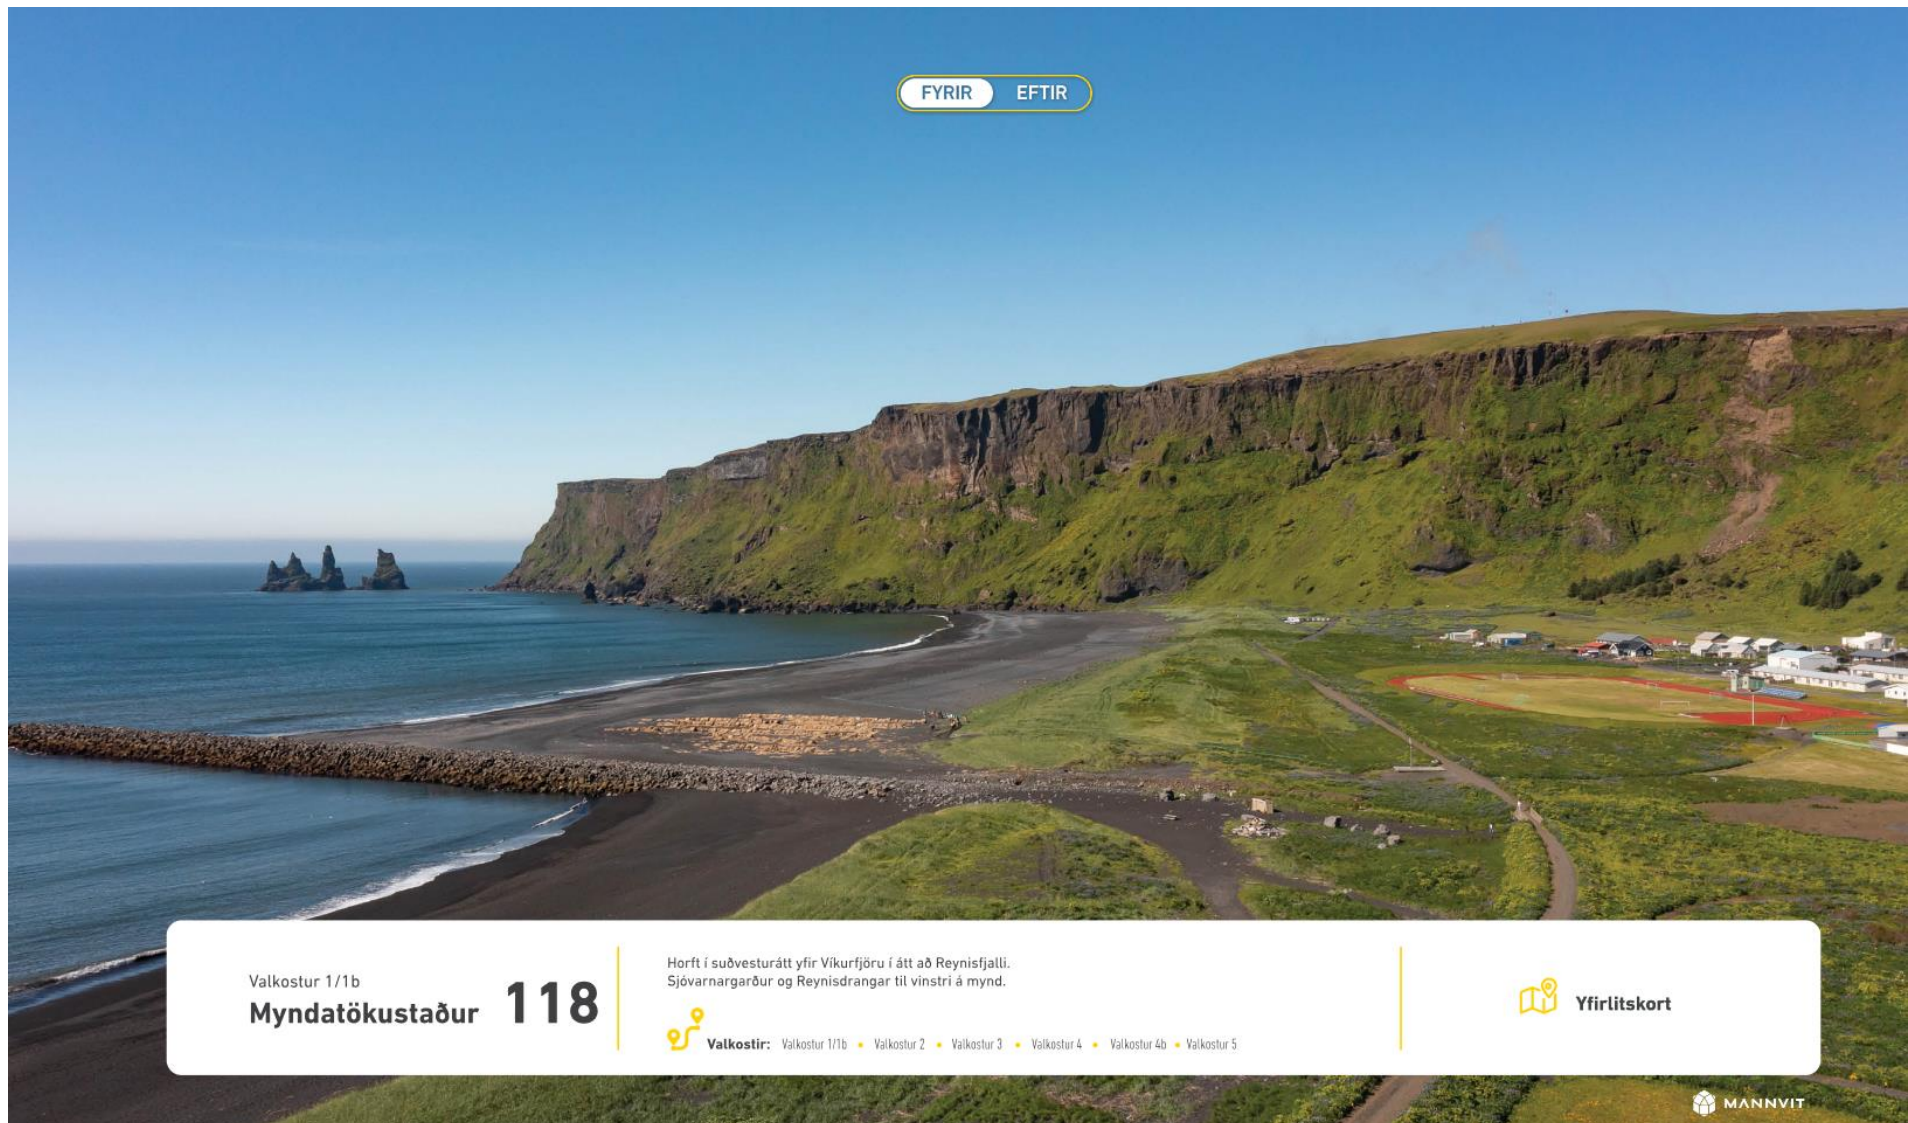 FYRIR EFTIR
Valkostur 1/1b
Myndatökustaður 118
Horft í suðvesturátt yfir Víkurfjöru í átt að Reynisfjalli.
Sjóvarnargarður og Reynisdrangar til vinstri á mynd.
Valkostir: Valkostur 1/1b • Valkostur 2 • Valkostur 3 • Valkostur 4 • Valkostur 4b • Valkostur 5
Yfirlitskort
MANNVIT